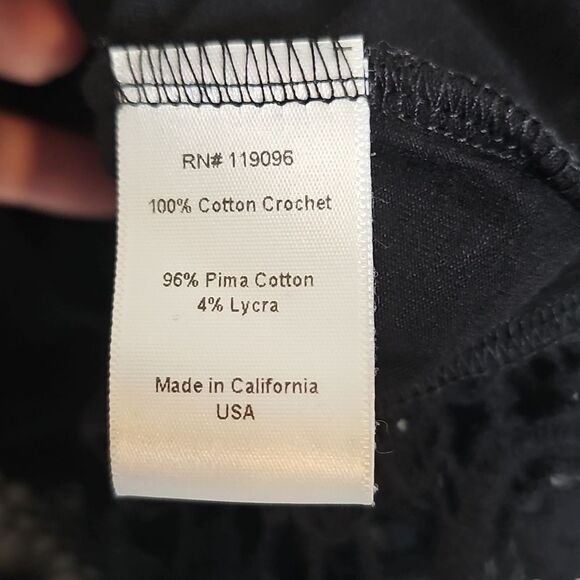 RN# 119096
100% Cotton Crochet
96% Pima Cotton
4% Lycra
Made in California
USA